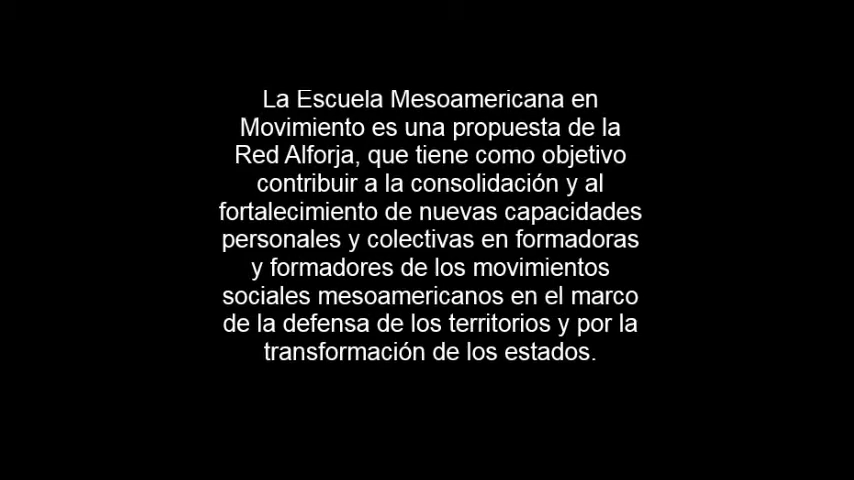 La Escuela Mesoamericana en
Movimiento es una propuesta de la
Red Alforja, que tiene como objetivo
contribuir a la consolidación y al
fortalecimiento de nuevas capacidades
personales y colectivas en formadoras
y formadores de los movimientos
sociales mesoamericanos en el marco
de la defensa de los territorios y por la
transformación de los estados.